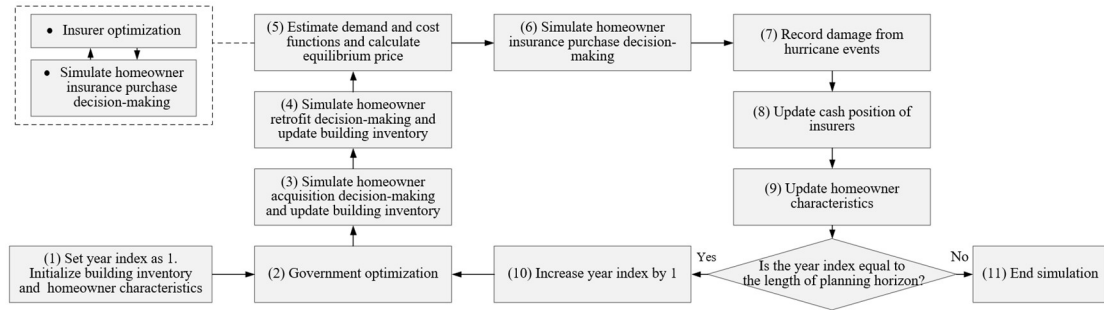 ● Insurer optimization
● Simulate homeowner
insurance purchase
decision-making
(5) Estimate demand and cost
functions and calculate
equilibrium price
(6) Simulate homeowner
insurance purchase decision-
making
(7) Record damage from
hurricane events
(4) Simulate homeowner
retrofit decision-making and
update building inventory
(8) Update cash position of
insurers
(3) Simulate homeowner
acquisition decision-making
and update building inventory
(9) Update homeowner
characteristics
(1) Set year index as 1.
Initialize building inventory
and homeowner characteristics
(2) Government optimization
(10) Increase year index by 1
Yes
Is the year index equal to
the length of planning horizon?
No
(11) End simulation